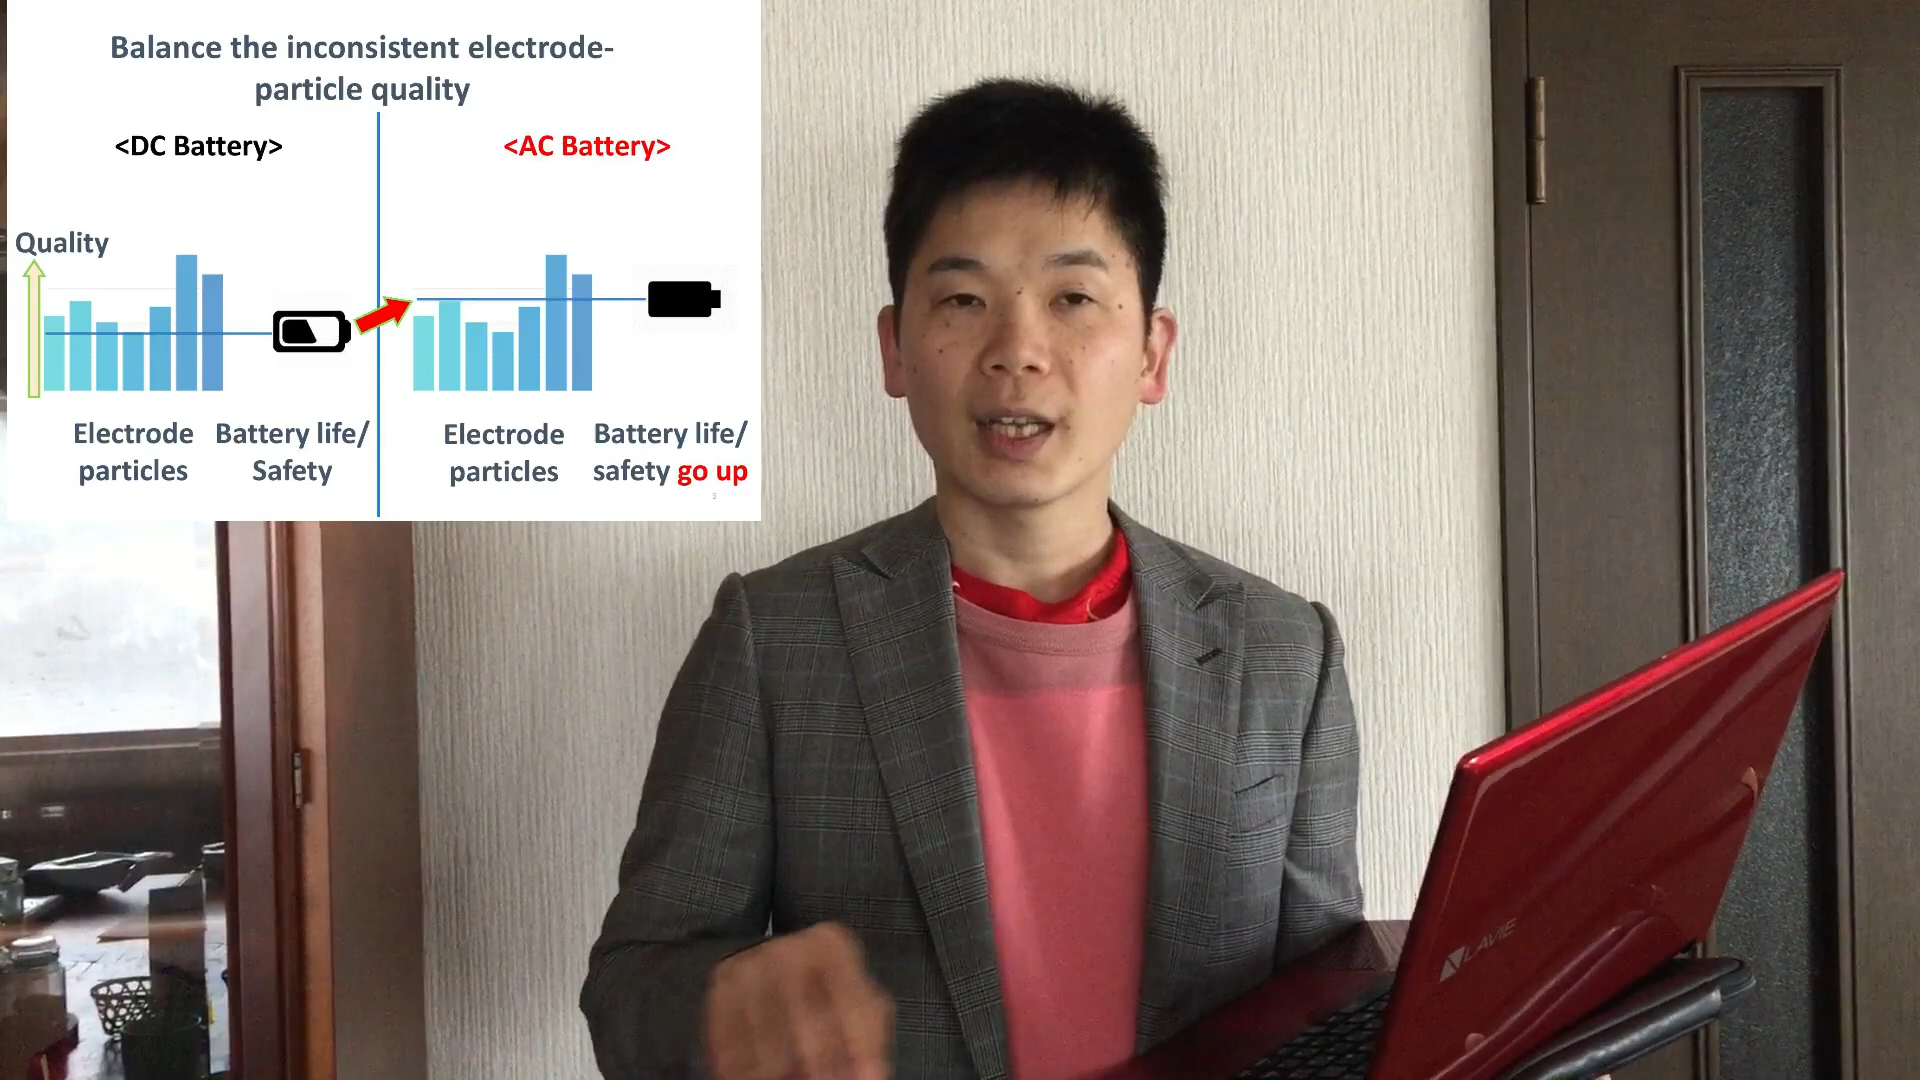 Balance the inconsistent electrode-
particle quality
<DC Battery>
<AC Battery>
Quality
Electrode
particles
Battery life/
Safety
Electrode
particles
Battery life/
safety go up
3
LAVIE